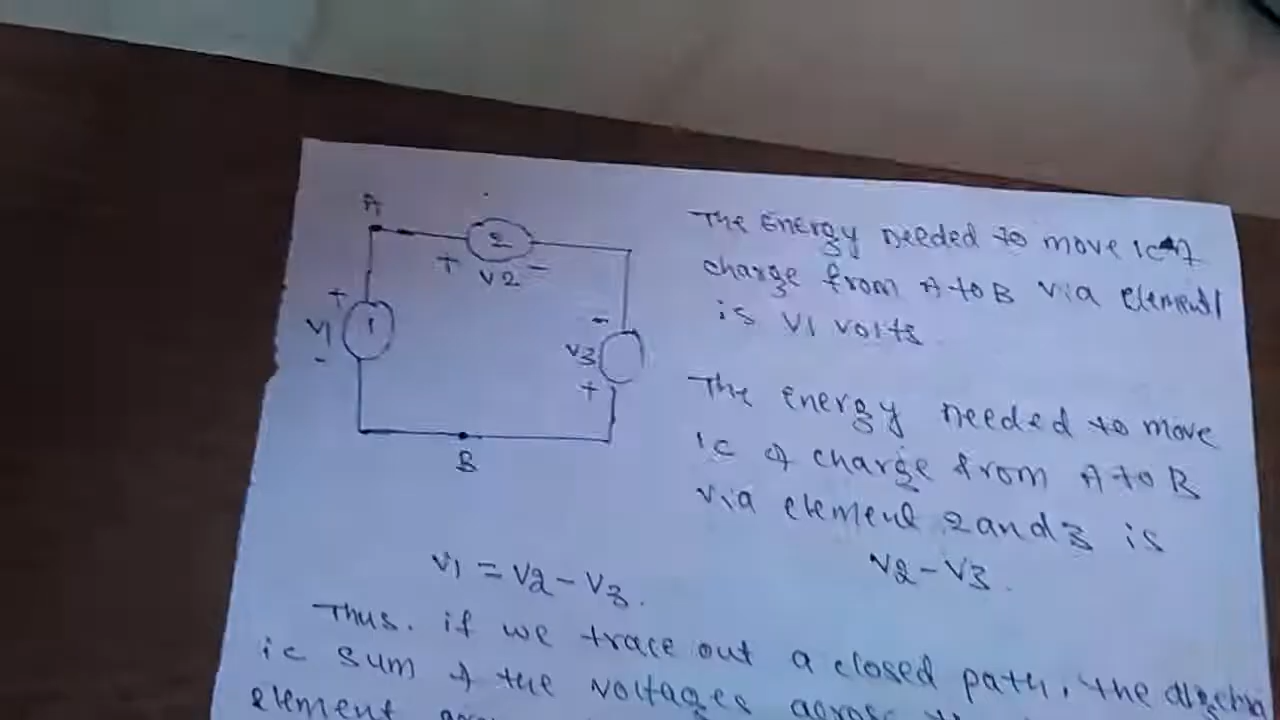 A
2
+ V2 -
+
V1
1
-
-
V3
+
B
The Energy needed to move 1C of
charge from A to B via element 1
is V1 volts
The energy needed to move
1C of charge from A to B
via element 2 and 3 is
V2 - V3.
V1 = V2 - V3.
Thus. if we trace out a closed path, the algebra
ic sum of the voltages across
element